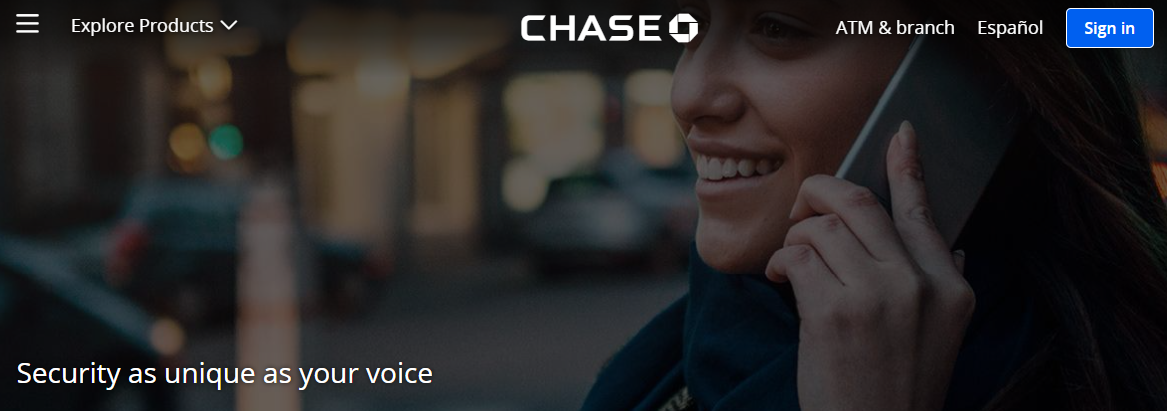 Explore Products
CHASE
ATM & branch
Español
Sign in
Security as unique as your voice